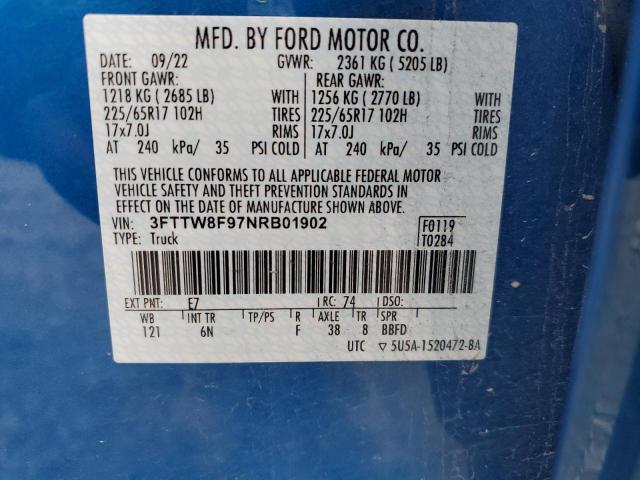 MFD. BY FORD MOTOR CO.
DATE: 09/22 GVWR: 2361 KG ( 5205 LB)
FRONT GAWR: REAR GAWR:
1218 KG ( 2685 LB) WITH 1256 KG ( 2770 LB) WITH
225/65R17 102H TIRES 225/65R17 102H TIRES
17x7.0J RIMS 17x7.0J RIMS
AT 240 kPa/ 35 PSI COLD AT 240 kPa/ 35 PSI COLD
THIS VEHICLE CONFORMS TO ALL APPLICABLE FEDERAL MOTOR
VEHICLE SAFETY AND THEFT PREVENTION STANDARDS IN
EFFECT ON THE DATE OF MANUFACTURE SHOWN ABOVE.
VIN: 3FTTW8F97NRB01902 F0119
TYPE: Truck T0284
EXT PNT: E7 RC: 74 DSO:
WB INT TR TP/PS R AXLE TR SPR
121 6N F 38 8 BBFD
UTC ▽ 5U5A-1520472-BA